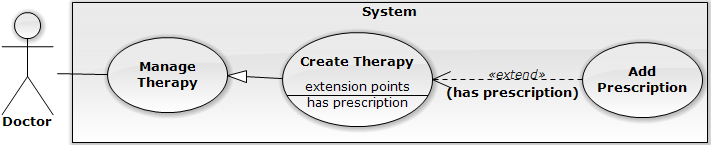 System
Doctor
Manage
Therapy
Create Therapy
extension points
has prescription
«extend»
(has prescription)
Add
Prescription